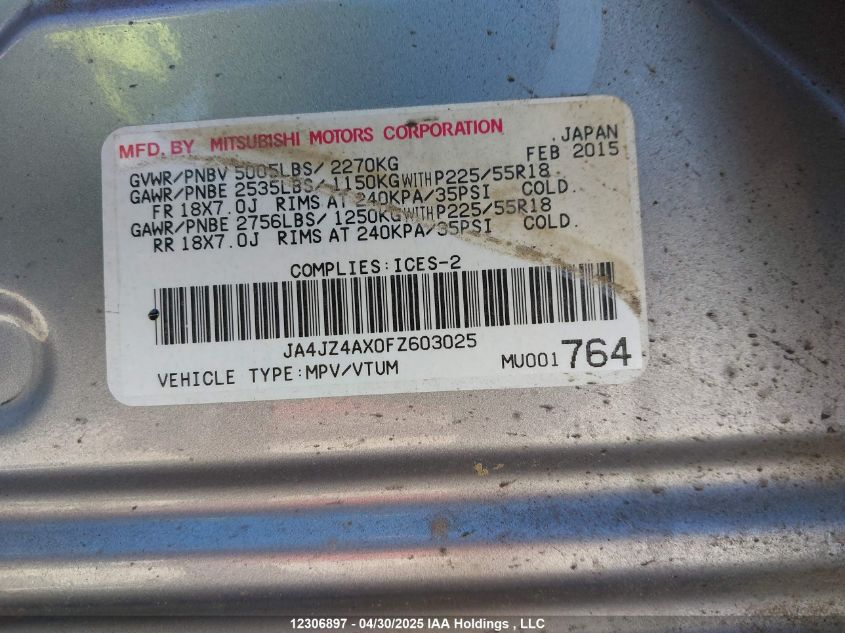 MFD. BY MITSUBISHI MOTORS CORPORATION JAPAN
GVWR/PNBV 5005LBS/ 2270KG FEB 2015
GAWR/PNBE 2535LBS/ 1150KG WITH P225/55R18
FR 18X7.0J RIMS AT 240KPA/35PSI COLD.
GAWR/PNBE 2756LBS/ 1250KG WITH P225/55R18
RR 18X7.0J RIMS AT 240KPA/35PSI COLD.
COMPLIES:ICES-2
JA4JZ4AX0FZ603025
VEHICLE TYPE:MPV/VTUM MU001 764
12306897 - 04/30/2025 IAA Holdings , LLC